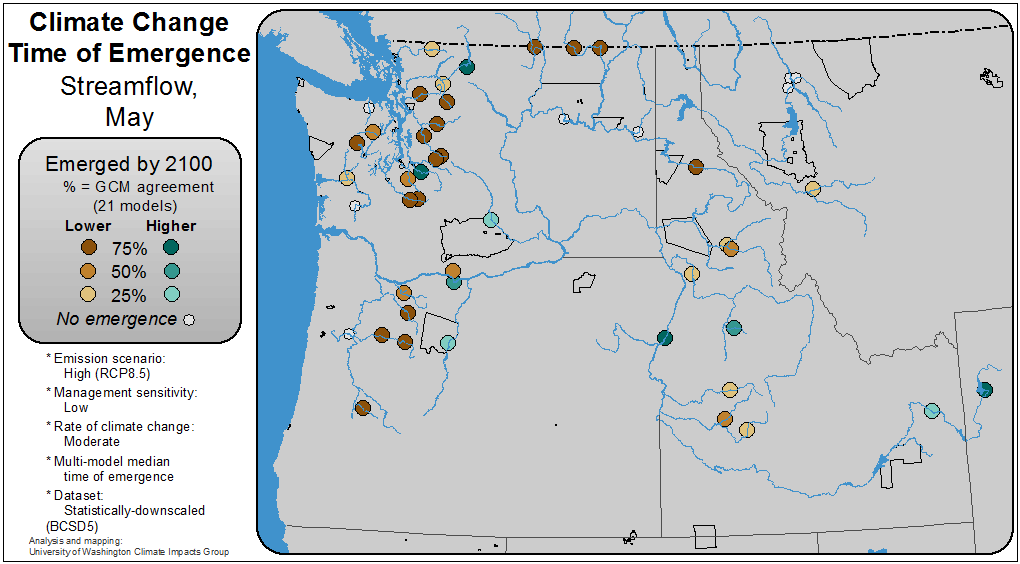 Climate Change
Time of Emergence
Streamflow,
May
Emerged by 2100
% = GCM agreement
(21 models)
Lower Higher
75%
50%
25%
No emergence
* Emission scenario:
High (RCP8.5)
* Management sensitivity:
Low
* Rate of climate change:
Moderate
* Multi-model median
time of emergence
* Dataset:
Statistically-downscaled
(BCSD5)
Analysis and mapping:
University of Washington Climate Impacts Group